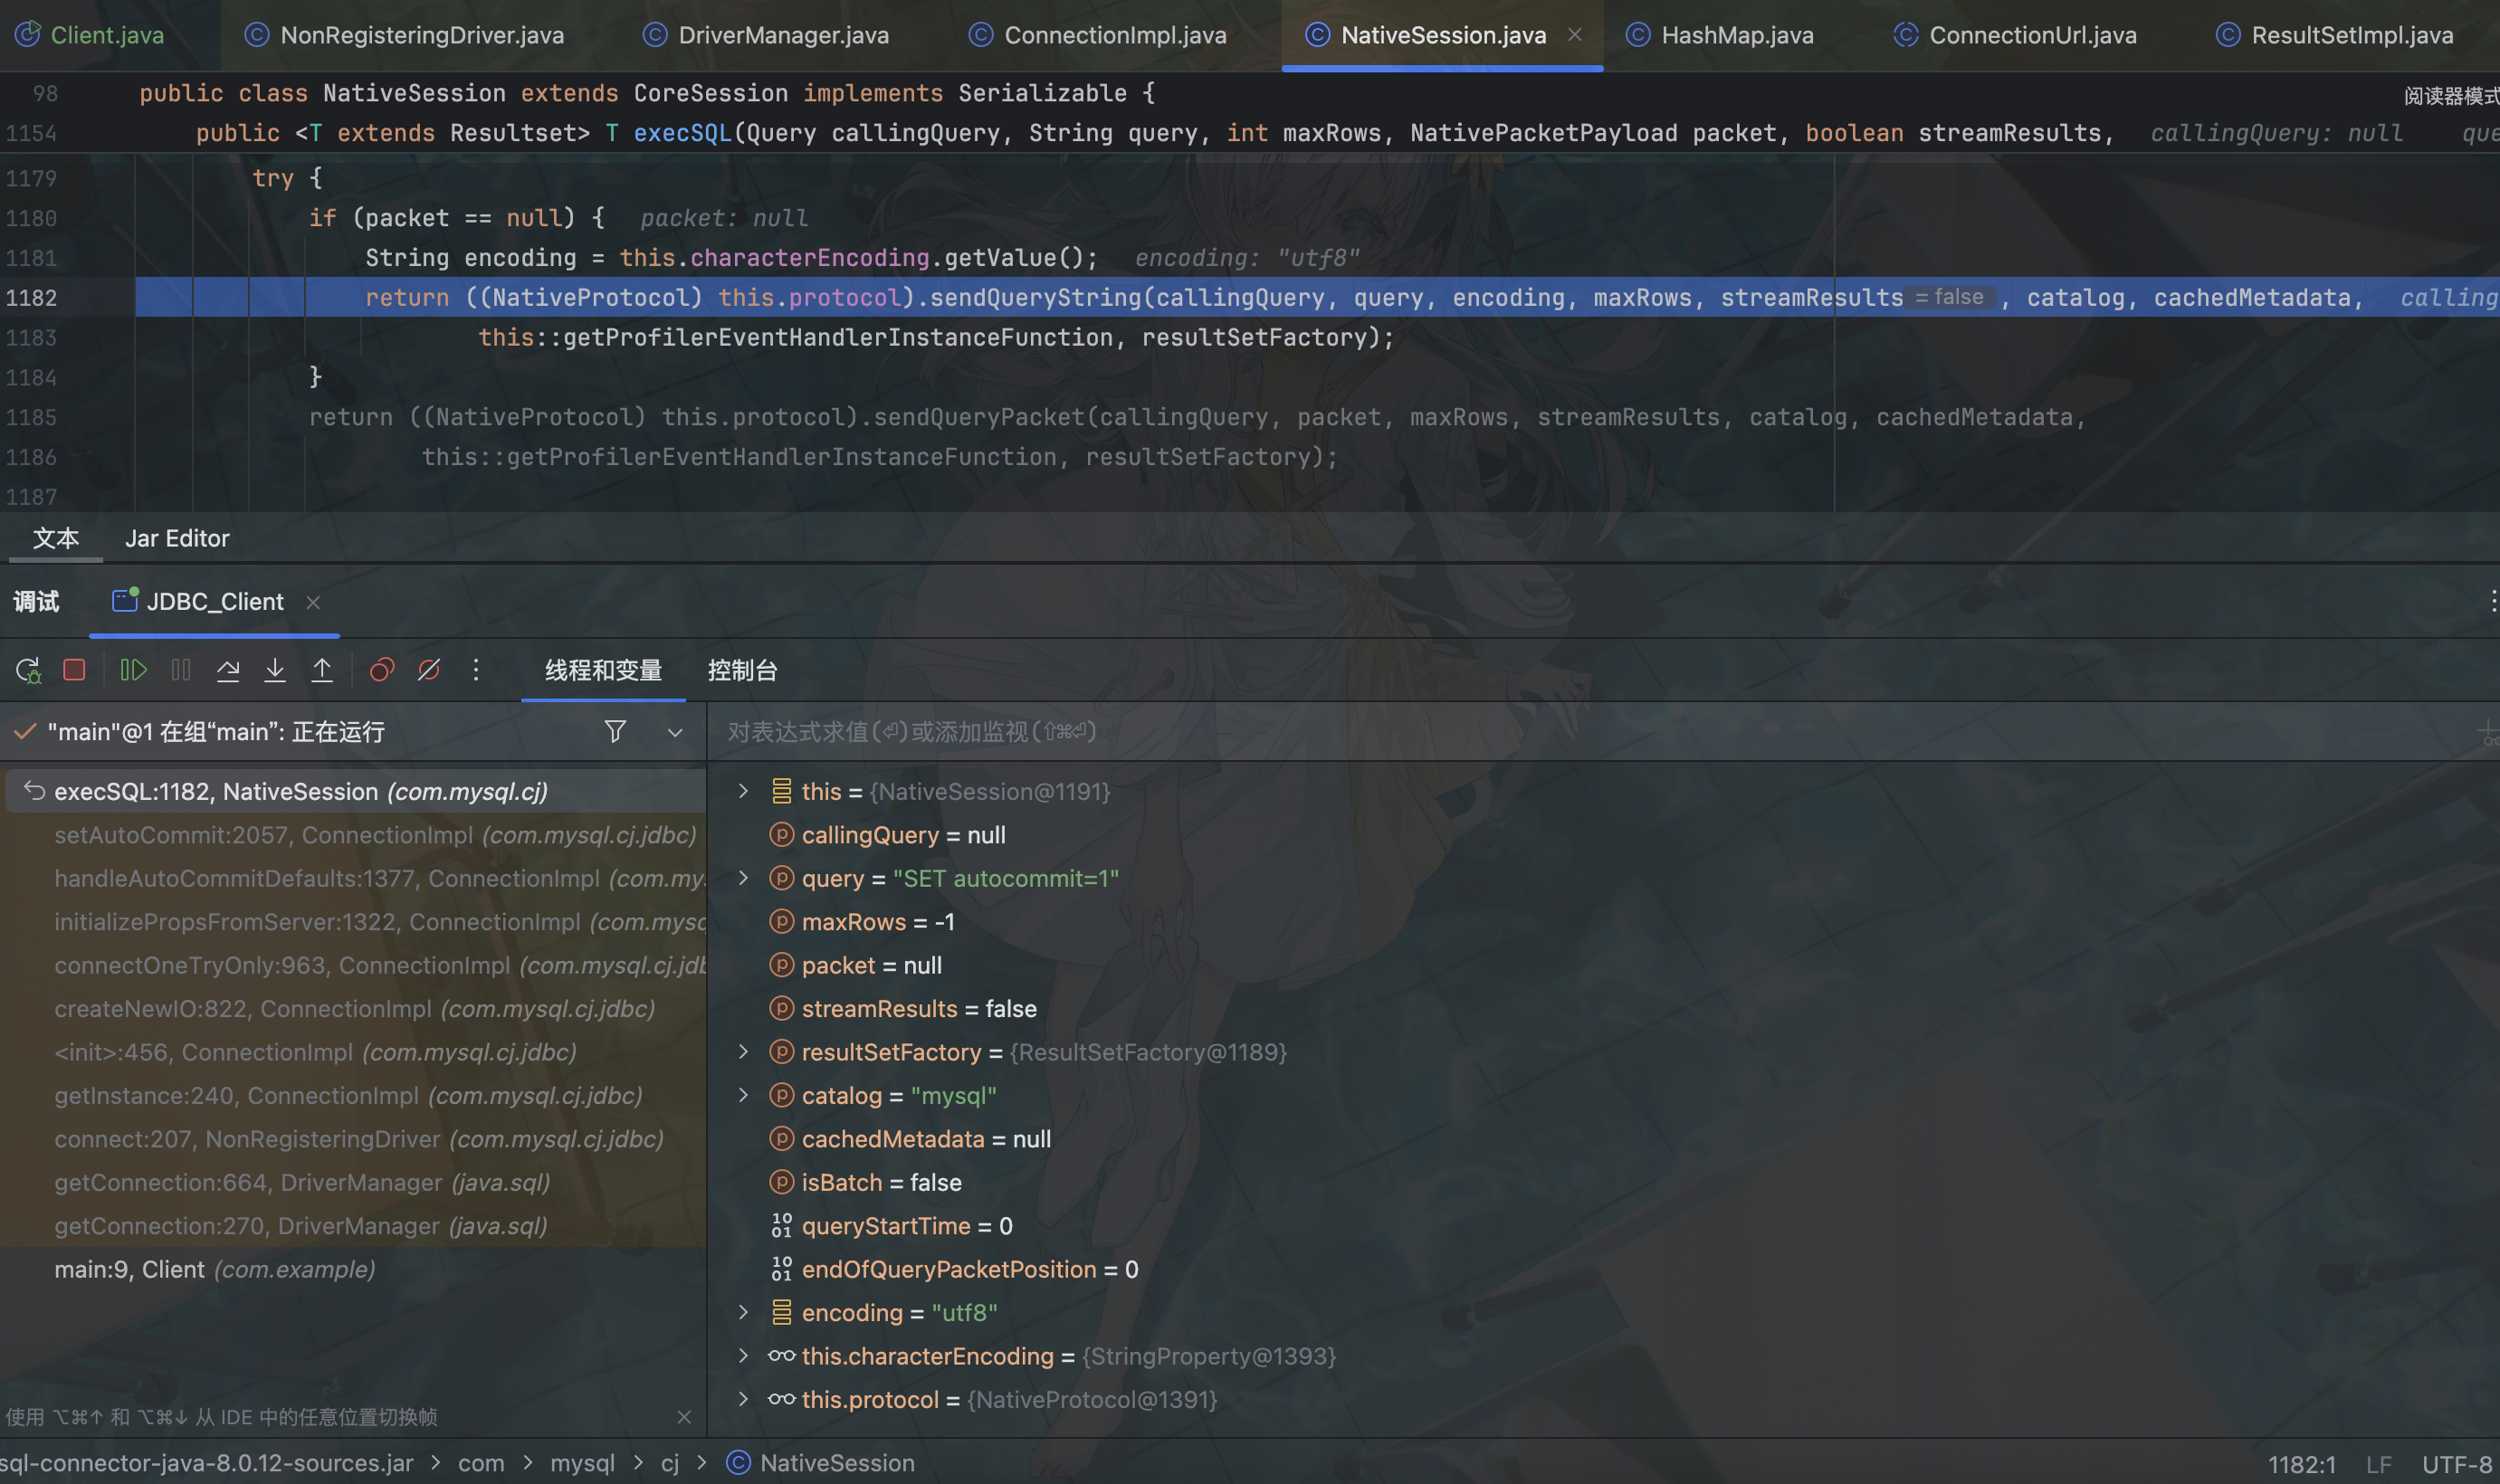 Client.java NonRegisteringDriver.java DriverManager.java ConnectionImpl.java NativeSession.java HashMap.java ConnectionUrl.java ResultSetImpl.java
98 public class NativeSession extends CoreSession implements Serializable {
阅读器模式
1154 public <T extends Resultset> T execSQL(Query callingQuery, String query, int maxRows, NativePacketPayload packet, boolean streamResults, callingQuery: null que
1179 try {
1180 if (packet == null) { packet: null
1181 String encoding = this.characterEncoding.getValue(); encoding: "utf8"
1182 return ((NativeProtocol) this.protocol).sendQueryString(callingQuery, query, encoding, maxRows, streamResults = false , catalog, cachedMetadata, calling
1183 this::getProfilerEventHandlerInstanceFunction, resultSetFactory);
1184 }
1185 return ((NativeProtocol) this.protocol).sendQueryPacket(callingQuery, packet, maxRows, streamResults, catalog, cachedMetadata,
1186 this::getProfilerEventHandlerInstanceFunction, resultSetFactory);
1187
文本 Jar Editor
调试 JDBC_Client
线程和变量 控制台
"main"@1 在组“main”: 正在运行
对表达式求值(⏎)或添加监视(⇧⌘⏎)
execSQL:1182, NativeSession (com.mysql.cj)
setAutoCommit:2057, ConnectionImpl (com.mysql.cj.jdbc)
handleAutoCommitDefaults:1377, ConnectionImpl (com.my
initializePropsFromServer:1322, ConnectionImpl (com.mysq
connectOneTryOnly:963, ConnectionImpl (com.mysql.cj.jdb
createNewIO:822, ConnectionImpl (com.mysql.cj.jdbc)
<init>:456, ConnectionImpl (com.mysql.cj.jdbc)
getInstance:240, ConnectionImpl (com.mysql.cj.jdbc)
connect:207, NonRegisteringDriver (com.mysql.cj.jdbc)
getConnection:664, DriverManager (java.sql)
getConnection:270, DriverManager (java.sql)
main:9, Client (com.example)
使用 ⌥⌘↑ 和 ⌥⌘↓ 从 IDE 中的任意位置切换帧
this = {NativeSession@1191}
callingQuery = null
query = "SET autocommit=1"
maxRows = -1
packet = null
streamResults = false
resultSetFactory = {ResultSetFactory@1189}
catalog = "mysql"
cachedMetadata = null
isBatch = false
queryStartTime = 0
endOfQueryPacketPosition = 0
encoding = "utf8"
this.characterEncoding = {StringProperty@1393}
this.protocol = {NativeProtocol@1391}
sql-connector-java-8.0.12-sources.jar > com > mysql > cj > NativeSession
1182:1 LF UTF-8